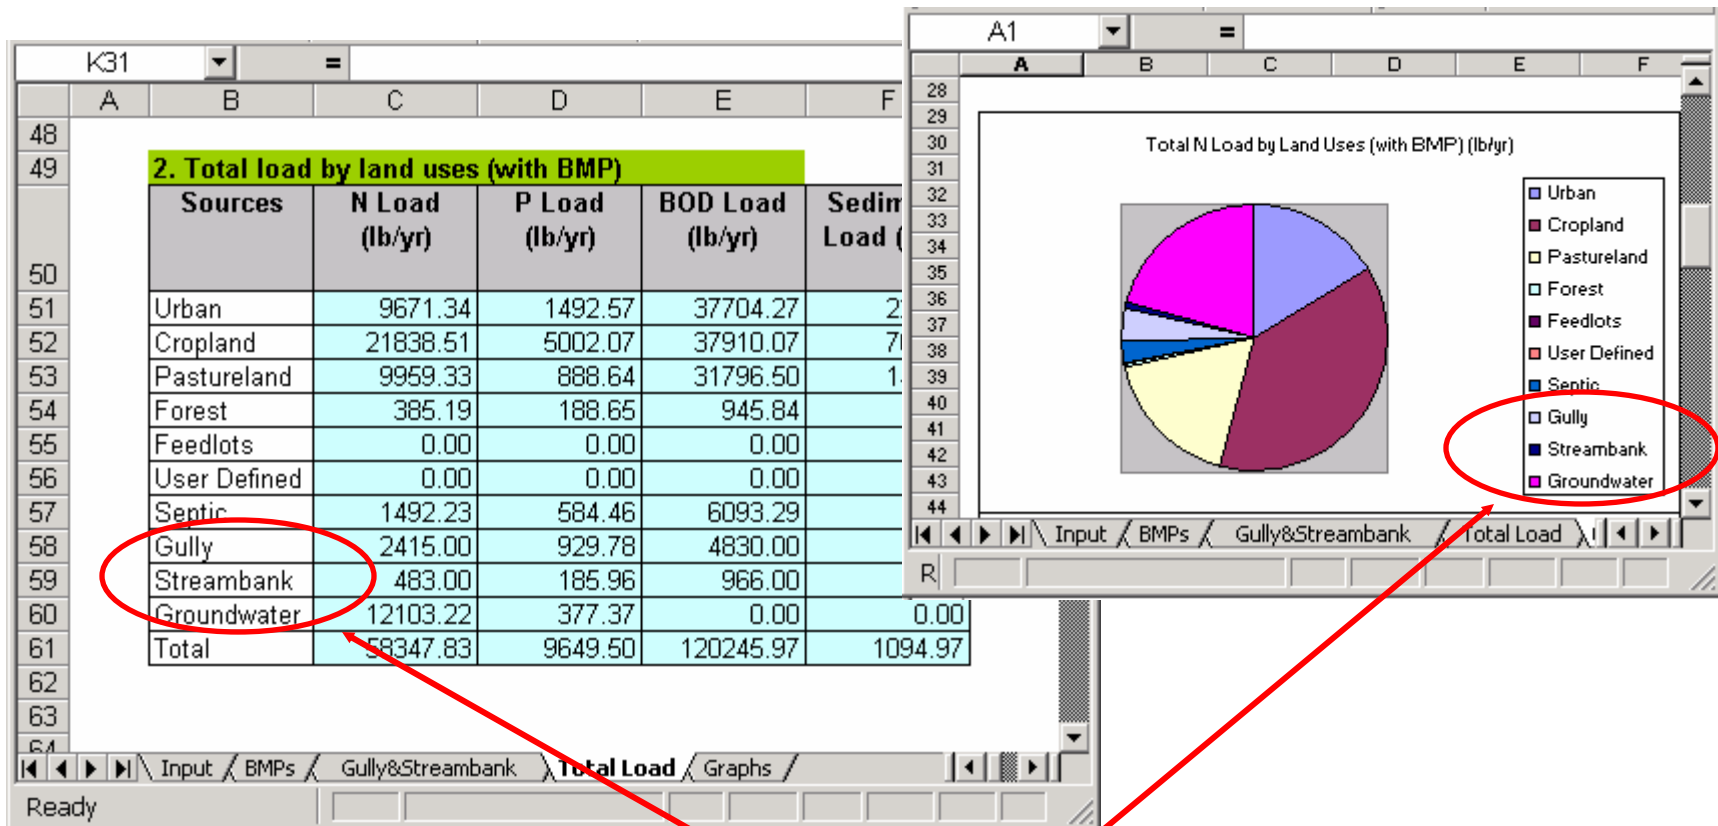 K31 =
A B C D E F
48
49 2. Total load by land uses (with BMP)
50 Sources N Load (lb/yr) P Load (lb/yr) BOD Load (lb/yr) Load (
51 Urban 9671.34 1492.57 37704.27
52 Cropland 21838.51 5002.07 37910.07
53 Pastureland 9959.33 888.64 31796.50
54 Forest 385.19 188.65 945.84
55 Feedlots 0.00 0.00 0.00
56 User Defined 0.00 0.00 0.00
57 Septic 1492.23 584.46 6093.29
58 Gully 2415.00 929.78 4830.00
59 Streambank 483.00 185.96 966.00
60 Groundwater 12103.22 377.37 0.00 0.00
61 Total 58347.83 9649.50 120245.97 1094.97
62
63
64
Input BMPs Gully&Streambank Total Load Graphs
Ready
A1 =
A B C D E F
28
29
30 Total N Load by Land Uses (with BMP) (lb/yr)
31
32 Urban
33 Cropland
34 Pastureland
35 Forest
36 Feedlots
37 User Defined
38 Septic
39 Gully
40 Streambank
41 Groundwater
42
43
44
Input BMPs Gully&Streambank Total Load
R